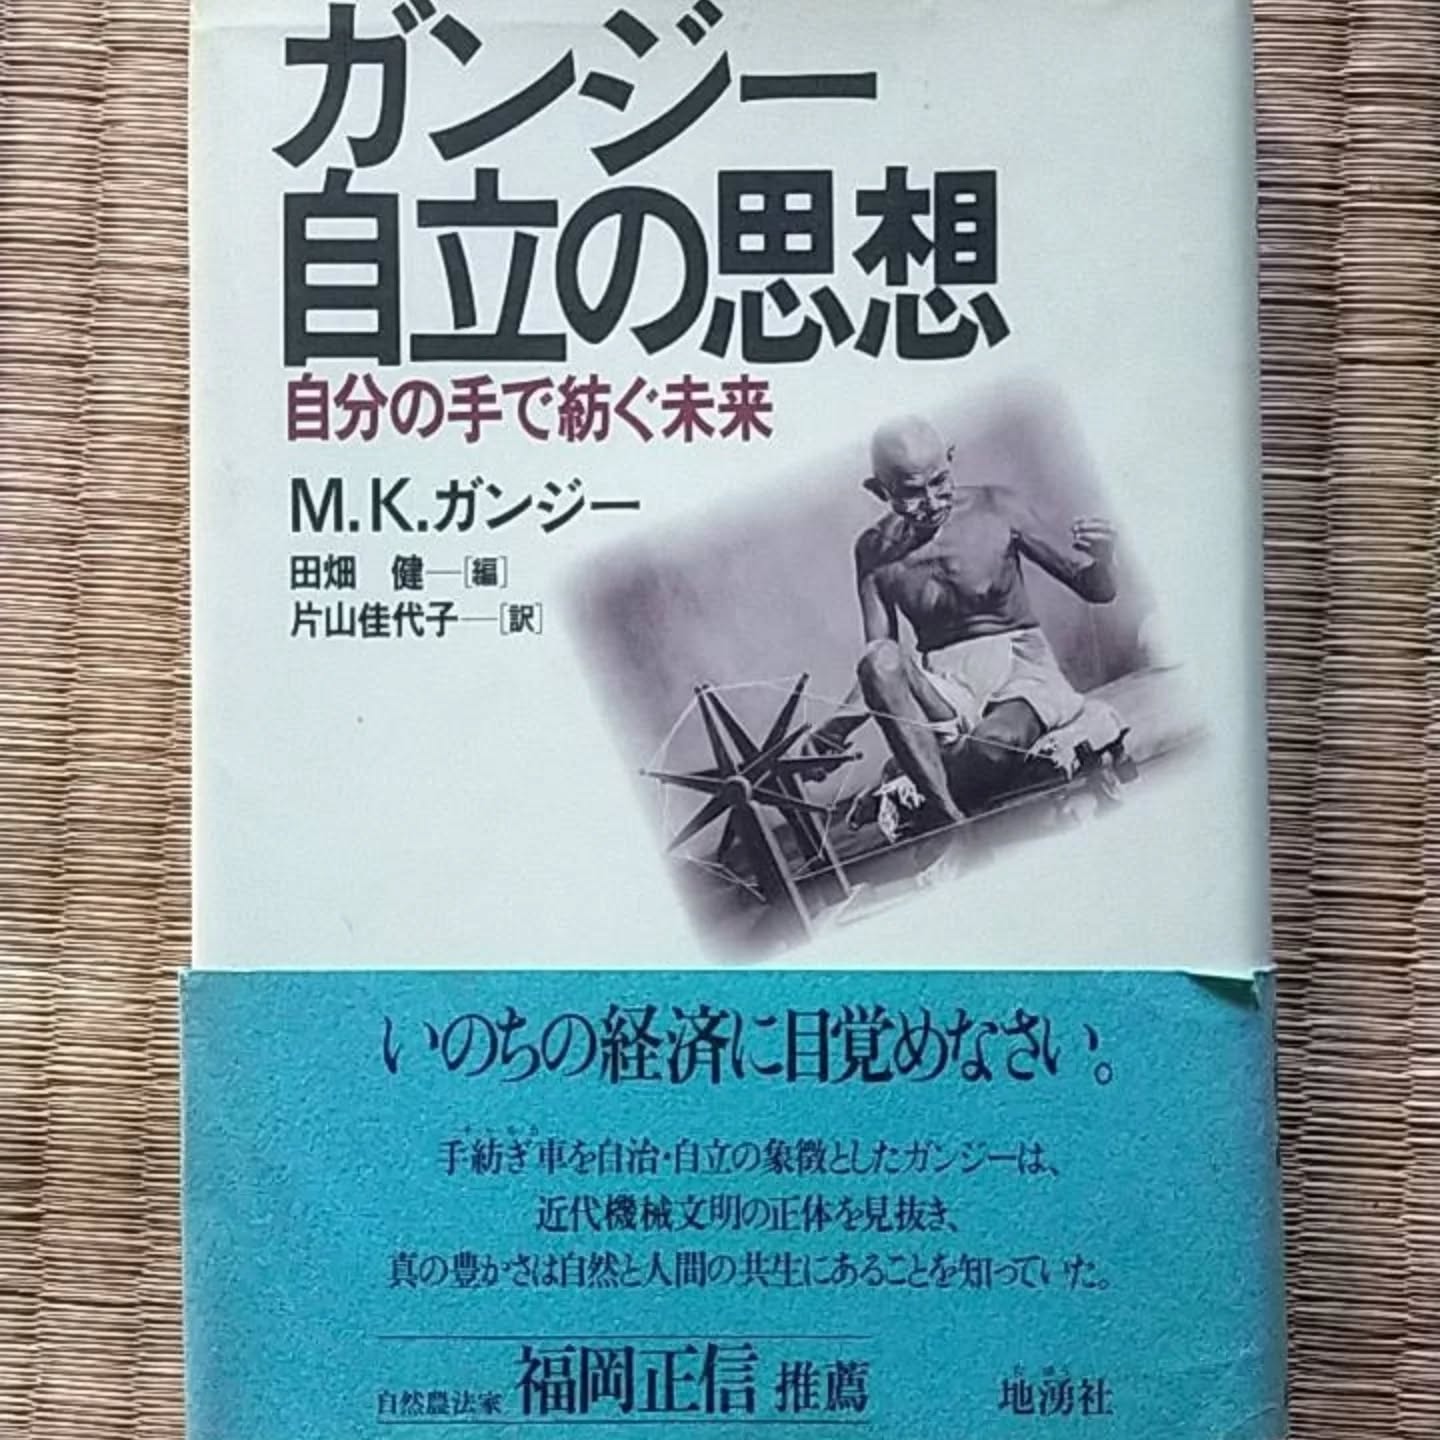 ガンジー
自立の思想
自分の手で紡ぐ未来
M.K.ガンジー
田畑 健—[編]
片山佳代子—[訳]
いのちの経済に目覚めなさい。
手紡ぎ車を自治・自立の象徴としたガンジーは、
近代機械文明の正体を見抜き、
真の豊かさは自然と人間の共生にあることを知っていた。
自然農法家 福岡正信 推薦
地湧社